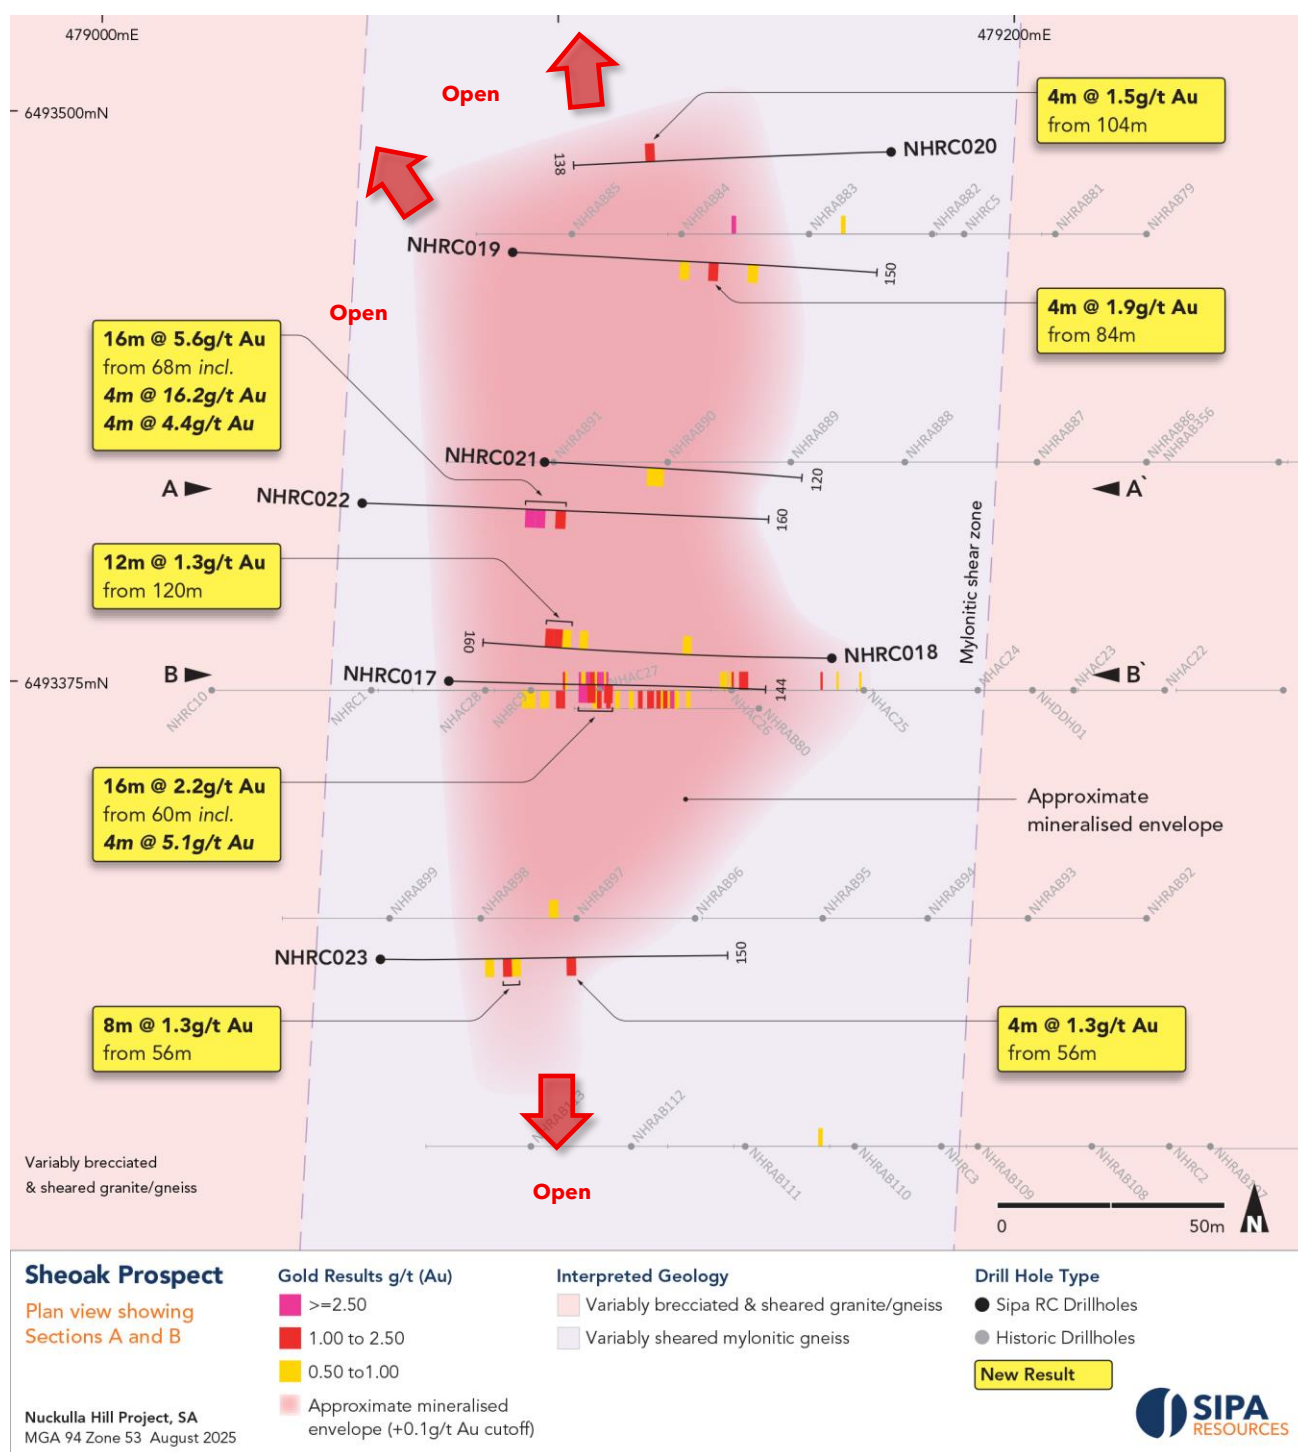 479000mE
479200mE
Open
6493500mN
4m @ 1.5g/t Au
from 104m
NHRC020
138
NHRAB85
NHRAB84
NHRAB83
NHRAB82
NHRC5
NHRAB81
NHRAB79
NHRC019
150
Open
4m @ 1.9g/t Au
from 84m
16m @ 5.6g/t Au
from 68m incl.
4m @ 16.2g/t Au
4m @ 4.4g/t Au
NHRAB91
NHRAB90
NHRAB89
NHRAB88
NHRAB87
NHRAB86
NHRAB356
NHRC021
120
A
A`
NHRC022
160
Mylonitic shear zone
12m @ 1.3g/t Au
from 120m
160
NHRC018
B
B`
NHRC017
144
6493375mN
NHRC10
NHRC1
NHAC28
NHRC9
NHAC27
NHAC26
NHRAB80
NHAC25
NHAC24
NHDDH01
NHAC23
NHAC22
16m @ 2.2g/t Au
from 60m incl.
4m @ 5.1g/t Au
Approximate
mineralised envelope
NHRAB99
NHRAB98
NHRAB97
NHRAB96
NHRAB95
NHRAB94
NHRAB93
NHRAB92
NHRC023
150
8m @ 1.3g/t Au
from 56m
4m @ 1.3g/t Au
from 56m
NHRAB112
NHRAB111
NHRAB110
NHRC3
NHRAB109
NHRAB108
NHRC2
Open
Variably brecciated
& sheared granite/gneiss
0 50m
N
Sheoak Prospect
Plan view showing
Sections A and B
Nuckulla Hill Project, SA
MGA 94 Zone 53 August 2025
Gold Results g/t (Au)
>=2.50
1.00 to 2.50
0.50 to1.00
Approximate mineralised
envelope (+0.1g/t Au cutoff)
Interpreted Geology
Variably brecciated & sheared granite/gneiss
Variably sheared mylonitic gneiss
Drill Hole Type
Sipa RC Drillholes
Historic Drillholes
New Result
SIPA
RESOURCES